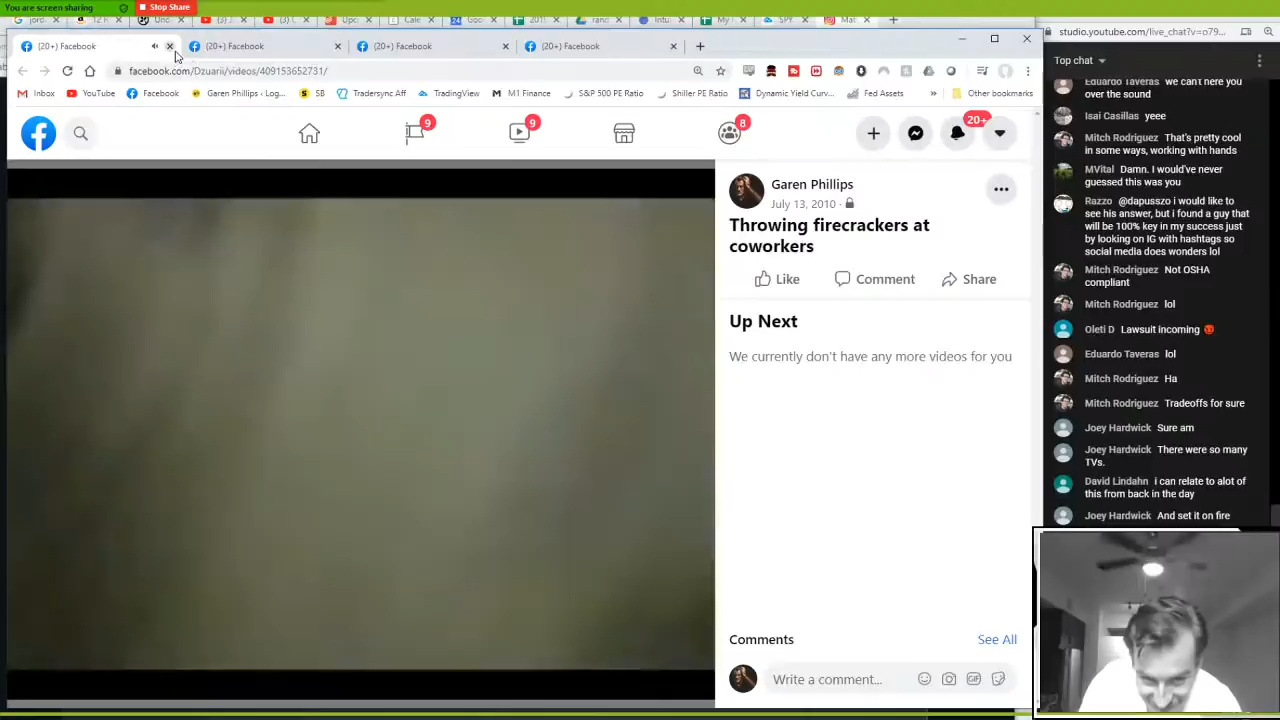 You are screen sharing
Stop Share
(20+) Facebook
(20+) Facebook
(20+) Facebook
(20+) Facebook
facebook.com/Dzuarii/videos/409153652731/
studio.youtube.com/live_chat?v=o79...
Inbox
YouTube
Facebook
Garen Phillips ‹ Log...
SB
Tradersync Aff
TradingView
M1 Finance
S&P 500 PE Ratio
Shiller PE Ratio
Dynamic Yield Curv...
Fed Assets
»
Other bookmarks
9
9
8
20+
Garen Phillips
July 13, 2010 ·
Throwing firecrackers at
coworkers
Like
Comment
Share
Up Next
We currently don't have any more videos for you
Comments
See All
Write a comment...
GIF
Top chat
Eduardo Taveras we can't here you
over the sound
Isai Casillas yeee
Mitch Rodriguez That's pretty cool
in some ways, working with hands
MVital Damn. I would've never
guessed this was you
Razzo @dapusszo i would like to
see his answer, but i found a guy that
will be 100% key in my success just
by looking on IG with hashtags so
social media does wonders lol
Mitch Rodriguez Not OSHA
compliant
Mitch Rodriguez lol
Oleti D Lawsuit incoming
Eduardo Taveras lol
Mitch Rodriguez Ha
Mitch Rodriguez Tradeoffs for sure
Joey Hardwick Sure am
Joey Hardwick There were so many
TVs.
David Lindahn i can relate to alot of
this from back in the day
Joey Hardwick And set it on fire